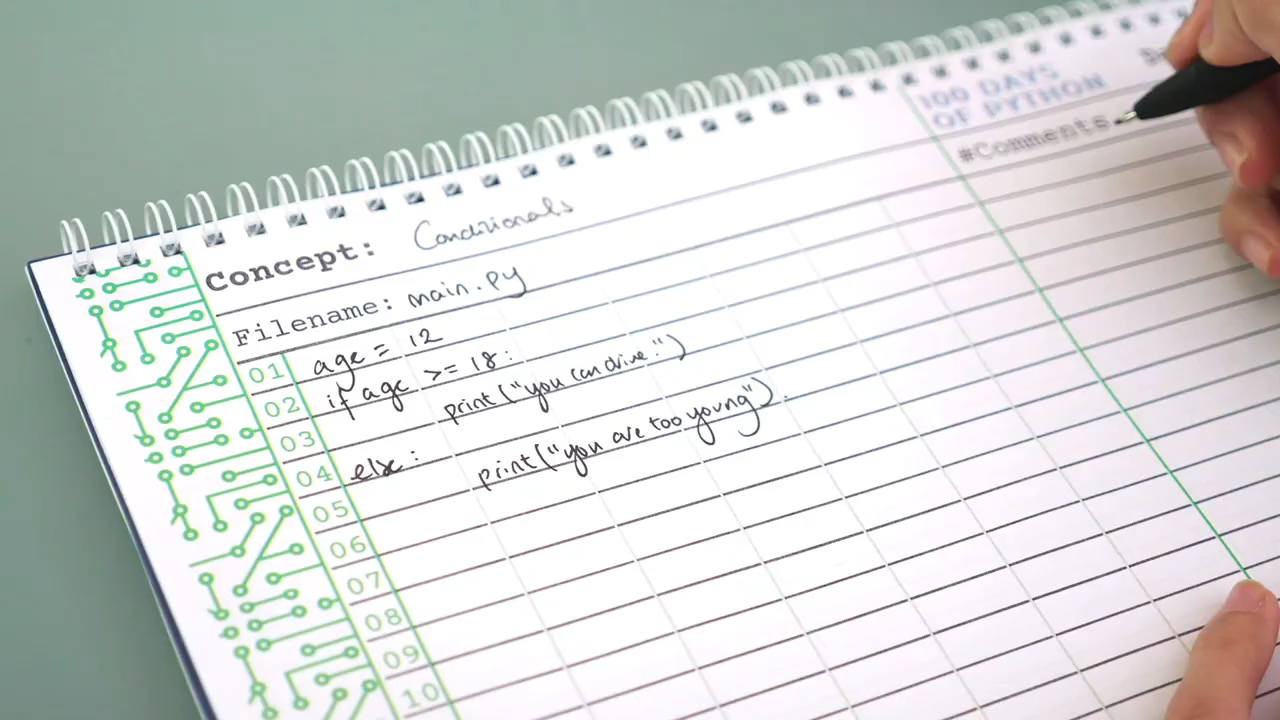 100 DAYS
OF PYTHON
#Comments
Concept: Conditionals
Filename: main.py
01 age = 12
02 if age >= 18:
03 print("you can drive.")
04 else:
05 print("you are too young")
06
07
08
09
10